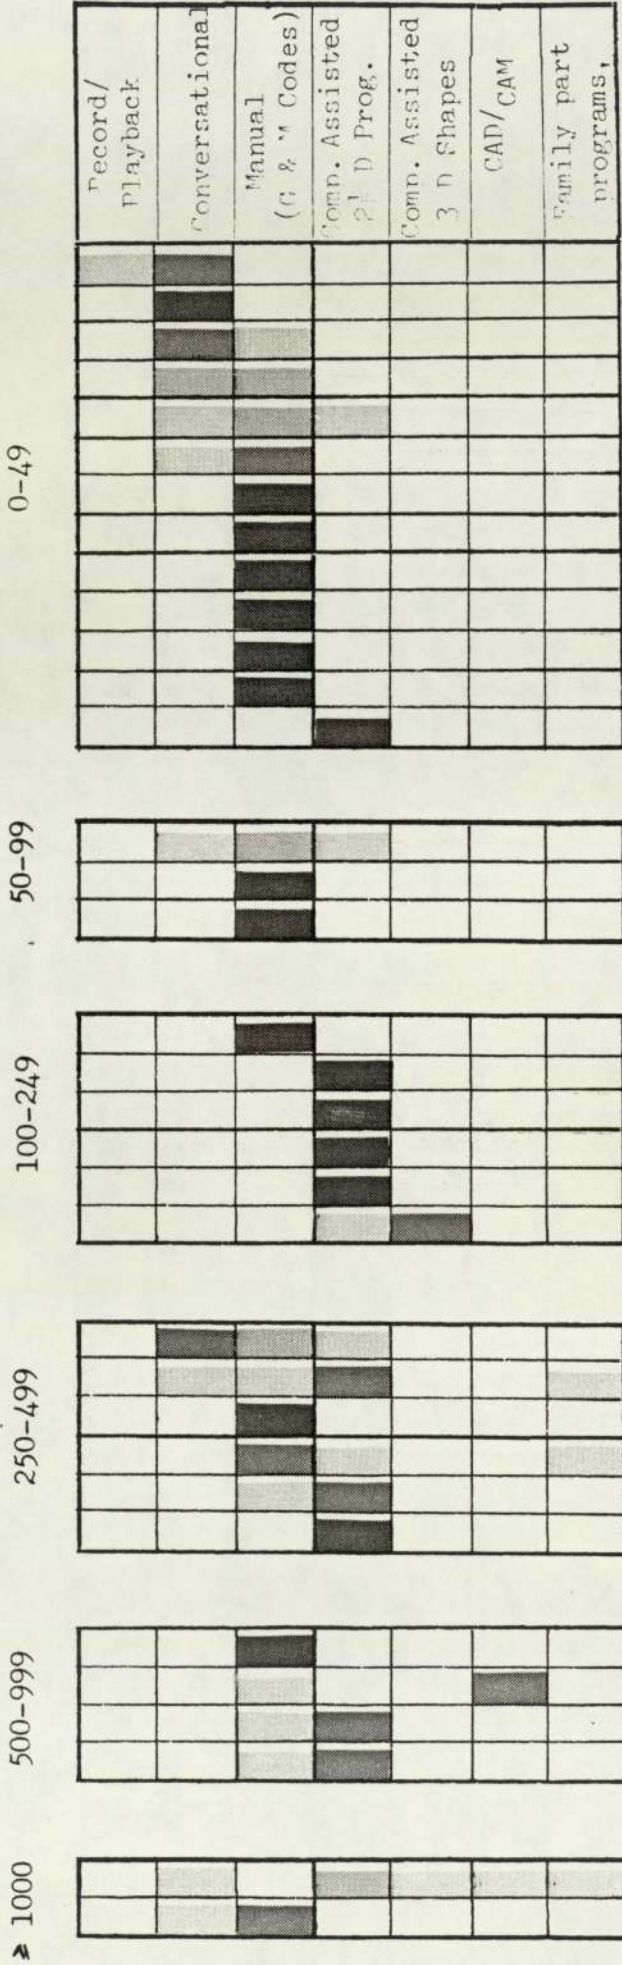 Record/
Playback
Conversational
Manual
(G & M Codes)
Comp. Assisted
2½ D Prog.
Comp. Assisted
3 D Shapes
CAD/CAM
Family part
programs,
0-49
50-99
100-249
250-499
500-999
≥ 1000